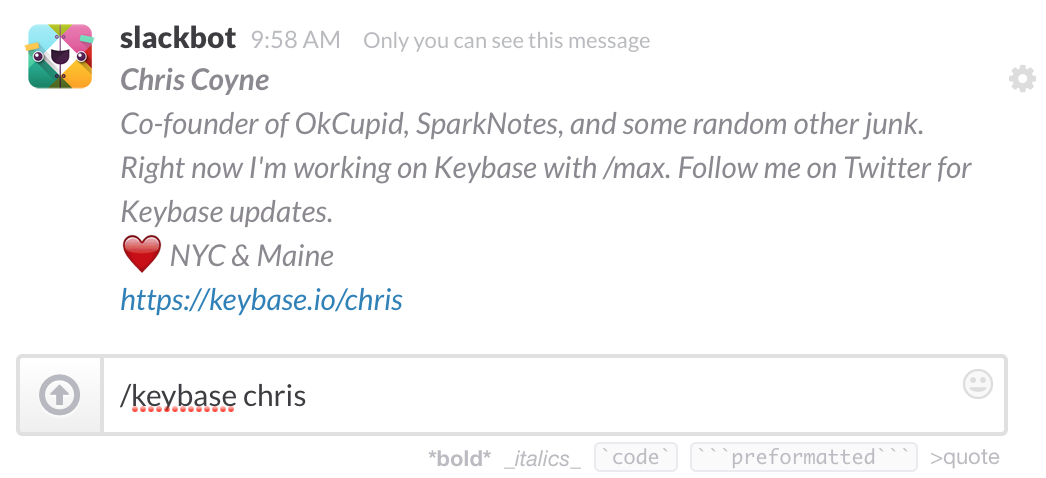 slackbot 9:58 AM Only you can see this message
Chris Coyne
Co-founder of OkCupid, SparkNotes, and some random other junk.
Right now I'm working on Keybase with /max. Follow me on Twitter for
Keybase updates.
❤️ NYC & Maine
https://keybase.io/chris
/keybase chris
*bold* _italics_ `code` ```preformatted``` >quote